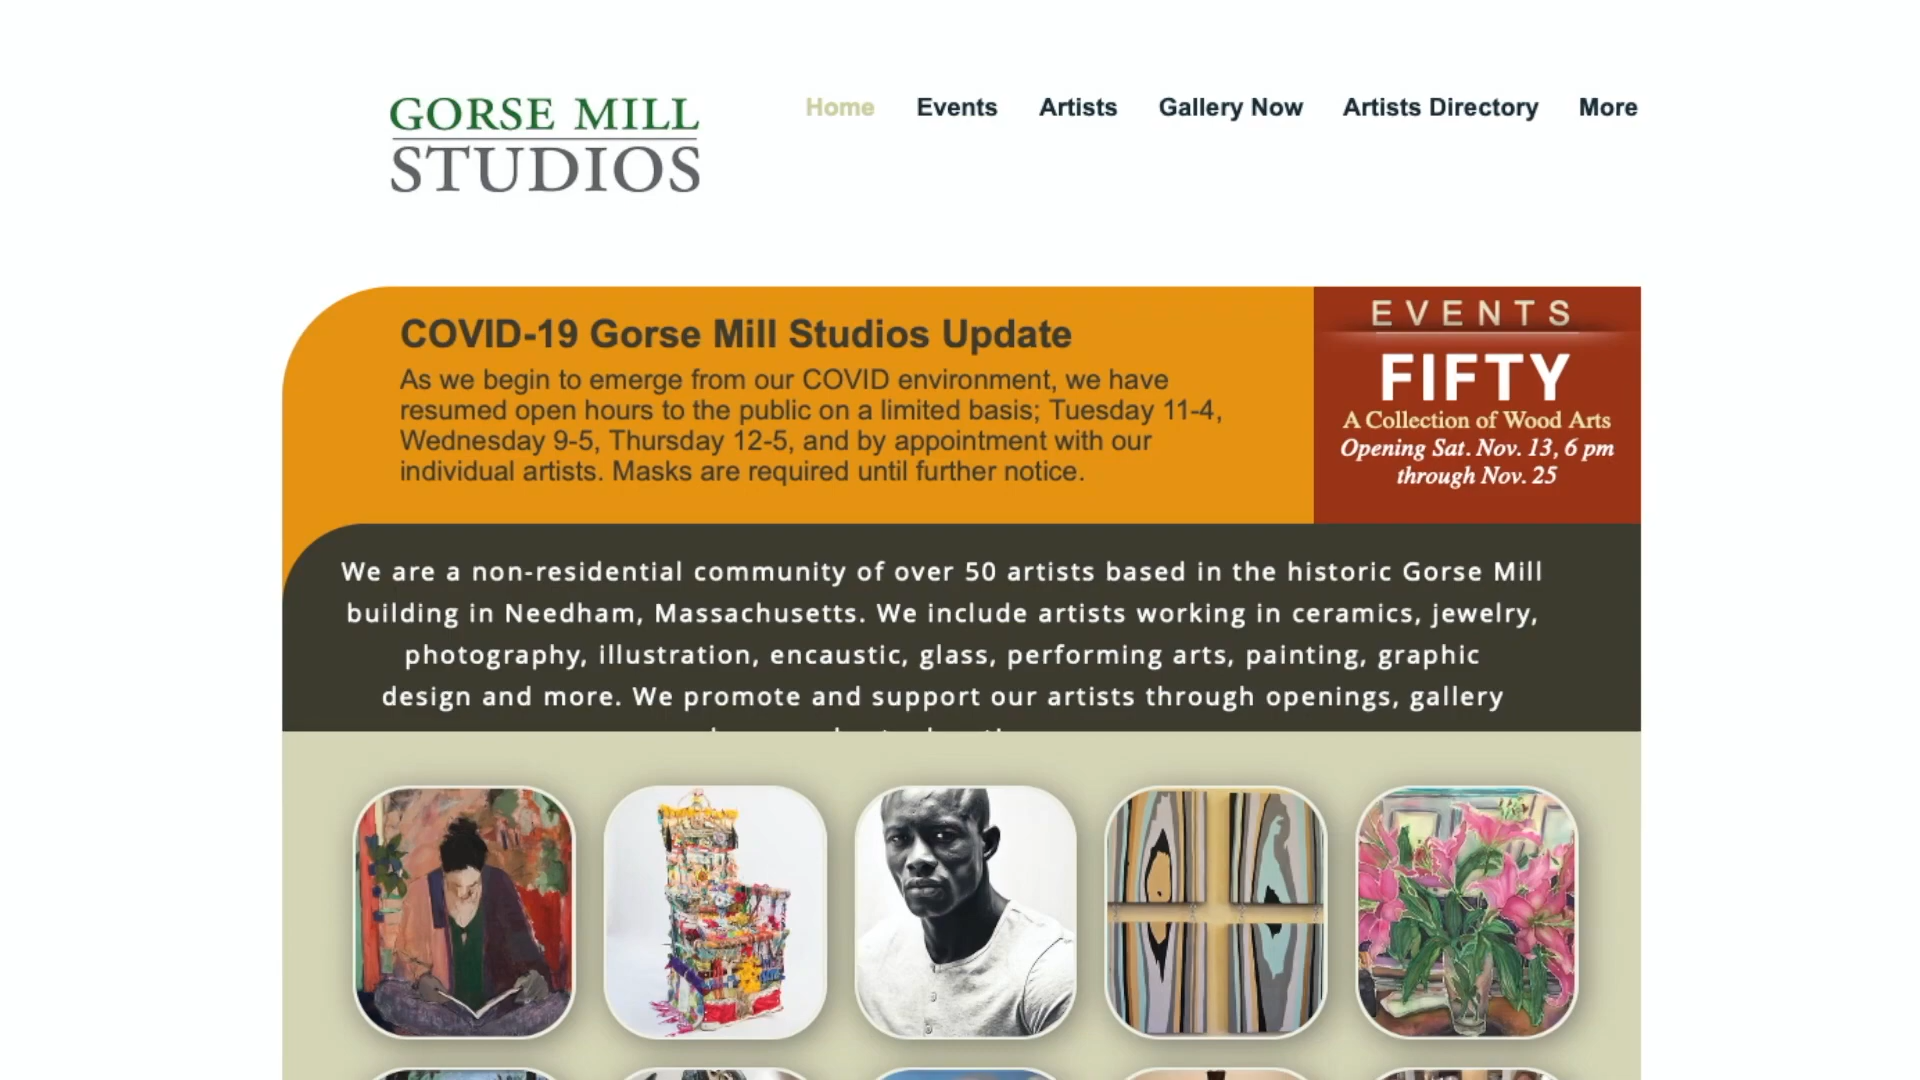 GORSE MILL
STUDIOS
Home Events Artists Gallery Now Artists Directory More
COVID-19 Gorse Mill Studios Update
As we begin to emerge from our COVID environment, we have
resumed open hours to the public on a limited basis; Tuesday 11-4,
Wednesday 9-5, Thursday 12-5, and by appointment with our
individual artists. Masks are required until further notice.
EVENTS
FIFTY
A Collection of Wood Arts
Opening Sat. Nov. 13, 6 pm
through Nov. 25
We are a non-residential community of over 50 artists based in the historic Gorse Mill
building in Needham, Massachusetts. We include artists working in ceramics, jewelry,
photography, illustration, encaustic, glass, performing arts, painting, graphic
design and more. We promote and support our artists through openings, gallery